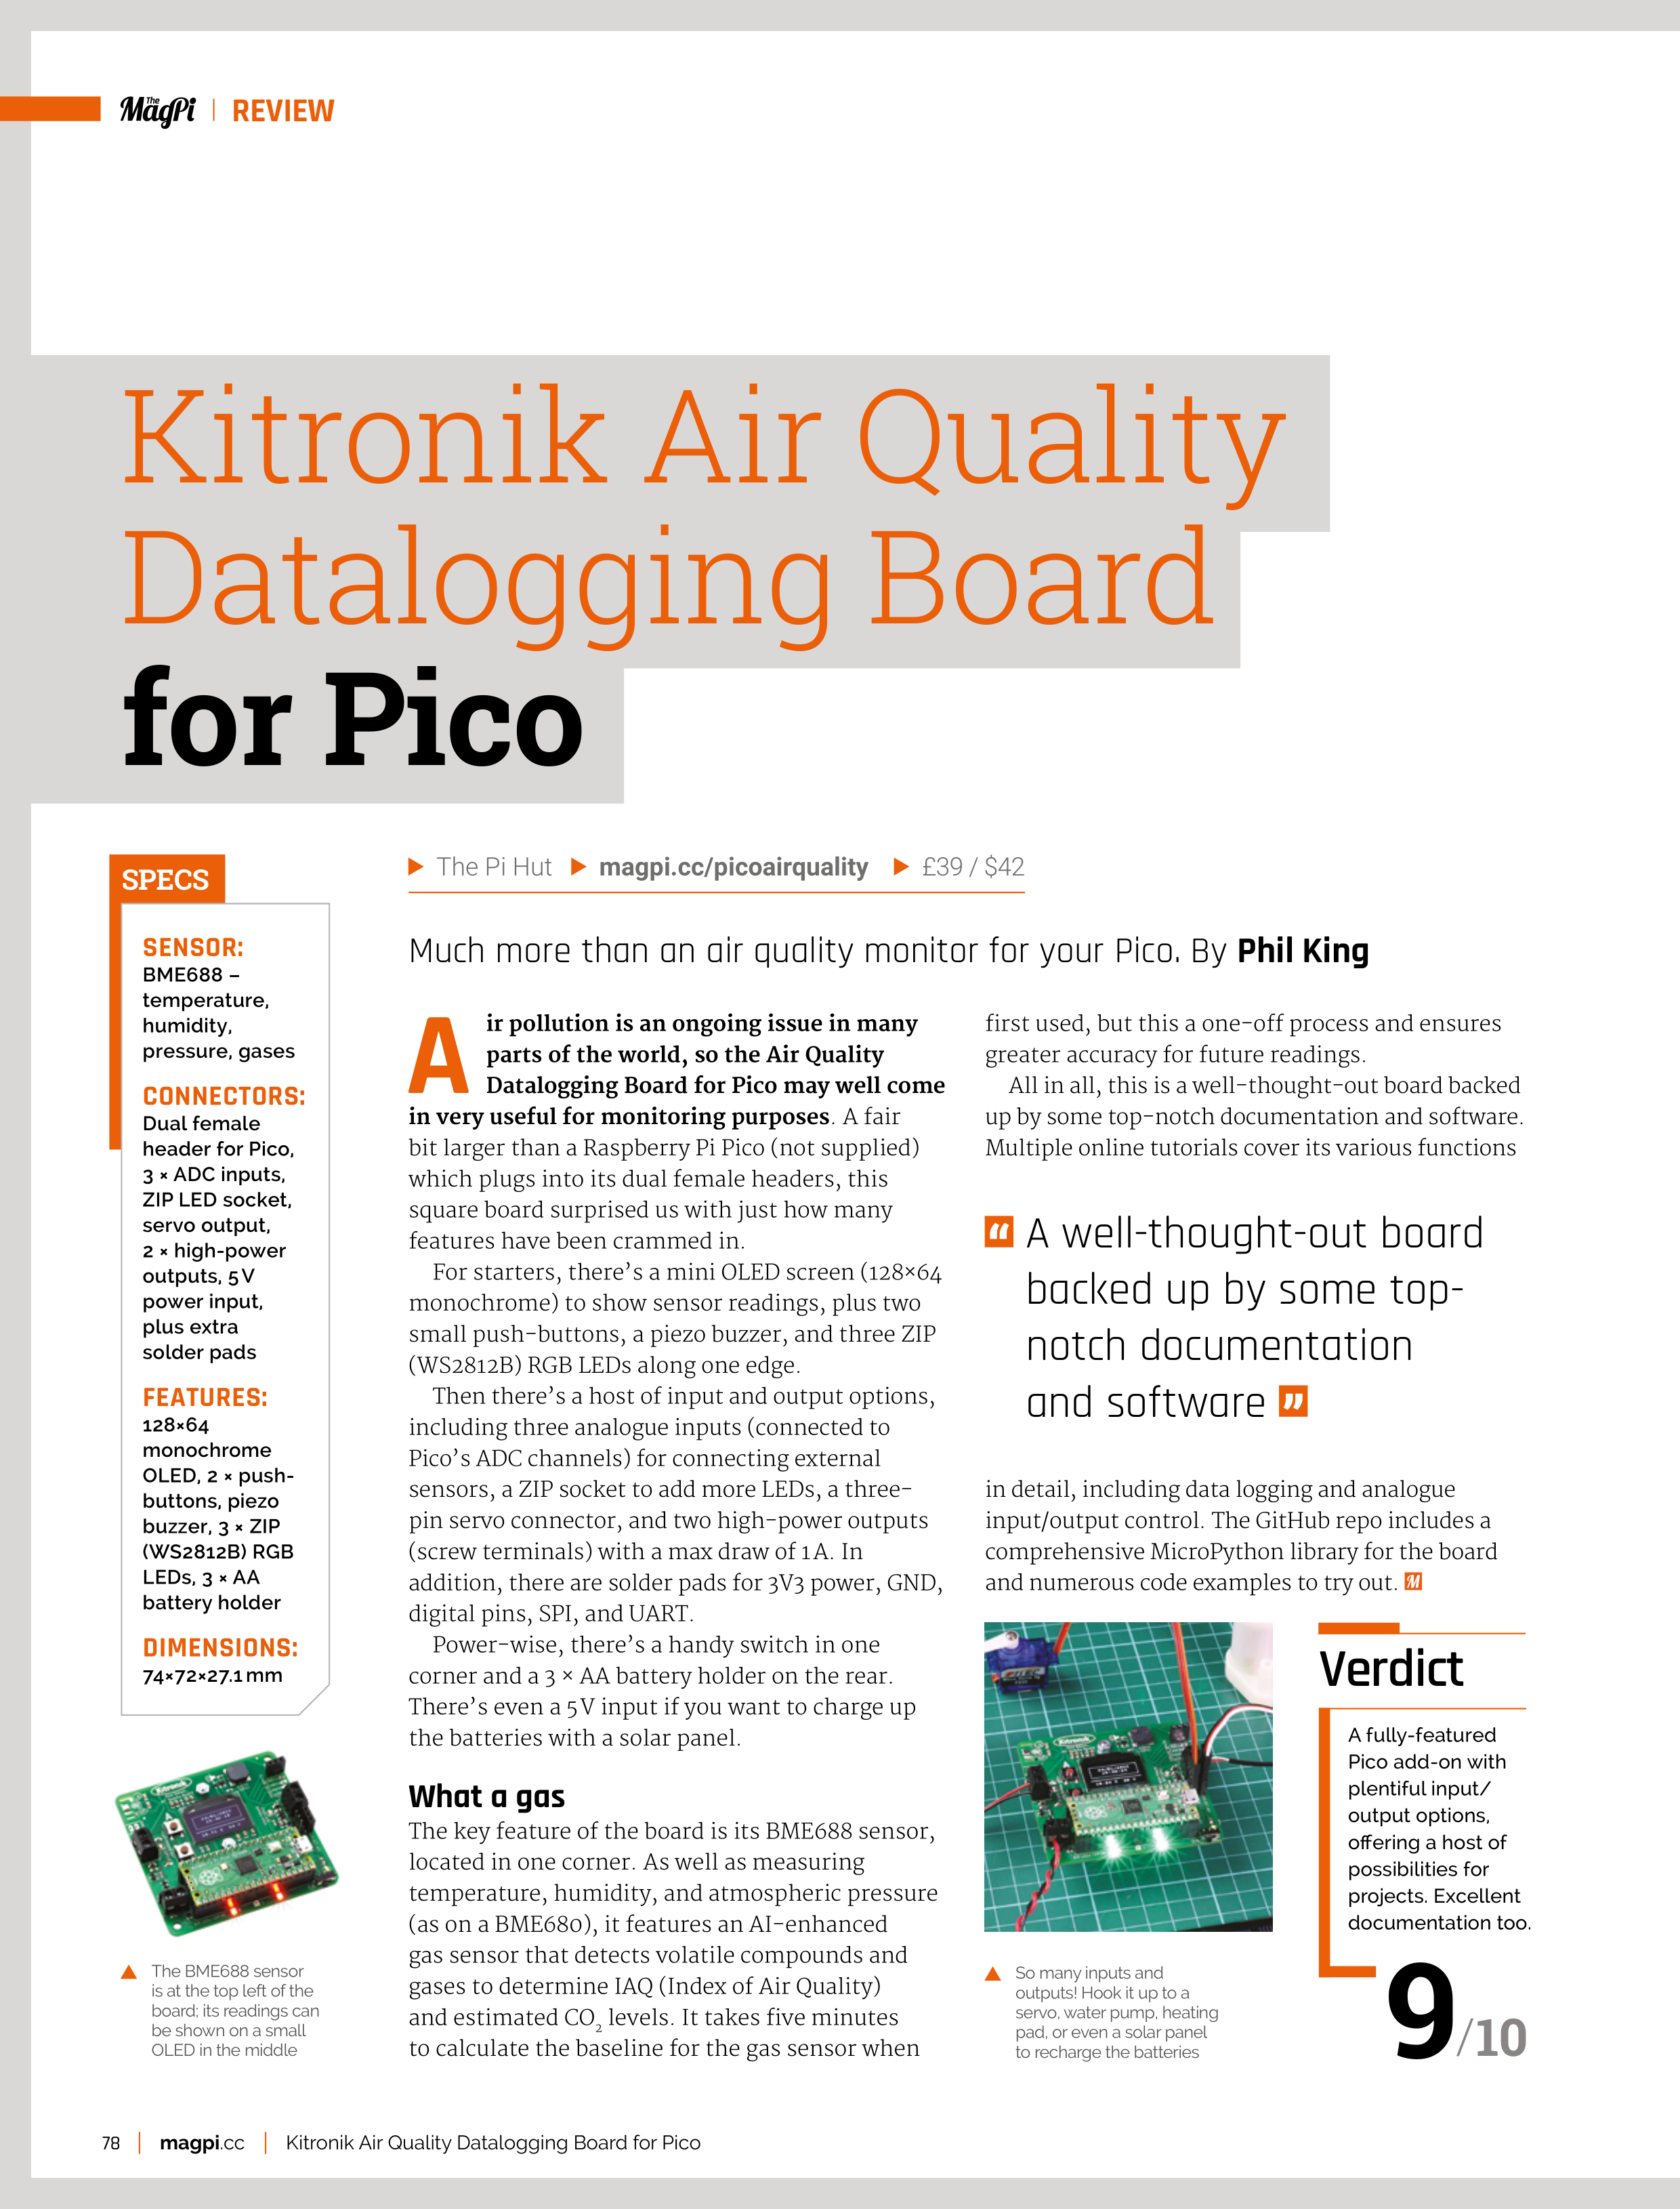 The MagPi
REVIEW
Kitronik Air Quality
Datalogging Board
for Pico
SPECS
SENSOR:
BME688 –
temperature,
humidity,
pressure, gases
CONNECTORS:
Dual female
header for Pico,
3 × ADC inputs,
ZIP LED socket,
servo output,
2 × high-power
outputs, 5 V
power input,
plus extra
solder pads
FEATURES:
128×64
monochrome
OLED, 2 × push-
buttons, piezo
buzzer, 3 × ZIP
(WS2812B) RGB
LEDs, 3 × AA
battery holder
DIMENSIONS:
74×72×27.1 mm
Kitronik
The BME688 sensor
is at the top left of the
board; its readings can
be shown on a small
OLED in the middle
The Pi Hut magpi.cc/picoairquality £39 / $42
Much more than an air quality monitor for your Pico. By Phil King
Air pollution is an ongoing issue in many
parts of the world, so the Air Quality
Datalogging Board for Pico may well come
in very useful for monitoring purposes. A fair
bit larger than a Raspberry Pi Pico (not supplied)
which plugs into its dual female headers, this
square board surprised us with just how many
features have been crammed in.
For starters, there’s a mini OLED screen (128×64
monochrome) to show sensor readings, plus two
small push-buttons, a piezo buzzer, and three ZIP
(WS2812B) RGB LEDs along one edge.
Then there’s a host of input and output options,
including three analogue inputs (connected to
Pico’s ADC channels) for connecting external
sensors, a ZIP socket to add more LEDs, a three-
pin servo connector, and two high-power outputs
(screw terminals) with a max draw of 1 A. In
addition, there are solder pads for 3V3 power, GND,
digital pins, SPI, and UART.
Power-wise, there’s a handy switch in one
corner and a 3 × AA battery holder on the rear.
There’s even a 5 V input if you want to charge up
the batteries with a solar panel.
What a gas
The key feature of the board is its BME688 sensor,
located in one corner. As well as measuring
temperature, humidity, and atmospheric pressure
(as on a BME680), it features an AI-enhanced
gas sensor that detects volatile compounds and
gases to determine IAQ (Index of Air Quality)
and estimated CO₂ levels. It takes five minutes
to calculate the baseline for the gas sensor when
first used, but this a one-off process and ensures
greater accuracy for future readings.
All in all, this is a well-thought-out board backed
up by some top-notch documentation and software.
Multiple online tutorials cover its various functions
“ A well-thought-out board
backed up by some top-
notch documentation
and software ”
in detail, including data logging and analogue
input/output control. The GitHub repo includes a
comprehensive MicroPython library for the board
and numerous code examples to try out. M
Kitronik
So many inputs and
outputs! Hook it up to a
servo, water pump, heating
pad, or even a solar panel
to recharge the batteries
Verdict
A fully-featured
Pico add-on with
plentiful input/
output options,
offering a host of
possibilities for
projects. Excellent
documentation too.
9/10
78 magpi.cc Kitronik Air Quality Datalogging Board for Pico